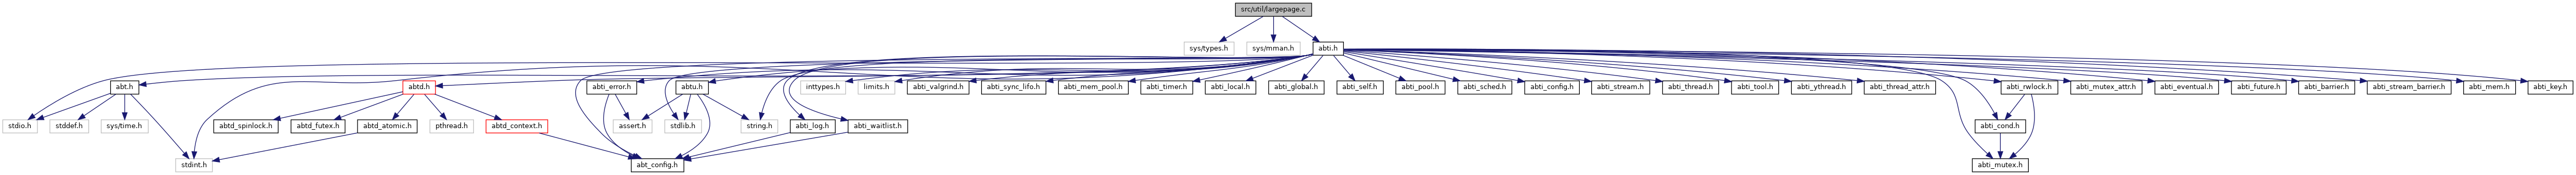 src/util/largepage.c
sys/types.h sys/mman.h abti.h
abt.h abtd.h abti_error.h abtu.h inttypes.h limits.h abti_valgrind.h abti_sync_lifo.h abti_mem_pool.h abti_timer.h abti_local.h abti_global.h abti_self.h abti_pool.h abti_sched.h abti_config.h abti_stream.h abti_thread.h abti_tool.h abti_ythread.h abti_thread_attr.h abti_rwlock.h abti_mutex_attr.h abti_eventual.h abti_future.h abti_barrier.h abti_stream_barrier.h abti_mem.h abti_key.h
stdio.h stddef.h sys/time.h abtd_spinlock.h abtd_futex.h abtd_atomic.h pthread.h abtd_context.h assert.h stdlib.h string.h abti_log.h abti_waitlist.h abti_cond.h
stdint.h abt_config.h abti_mutex.h